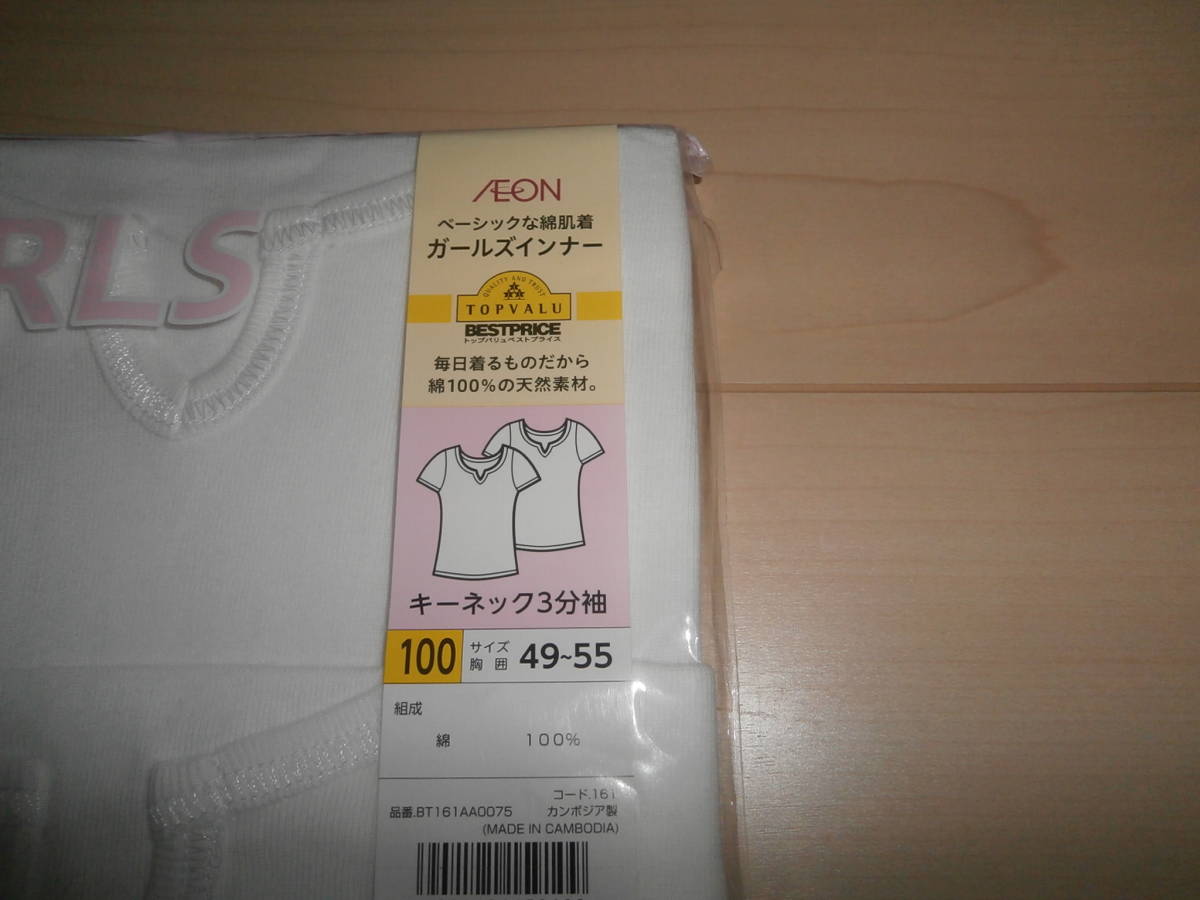 RLS
ÆON
ベーシックな綿肌着
ガールズインナー
QUALITY AND TRUST
TOPVALU
BESTPRICE
トップバリュベストプライス
毎日着るものだから
綿100%の天然素材。
キーネック3分袖
100 サイズ 胸囲 49~55
組成
綿 100%
コード.161
品番.BT161AA0075 カンボジア製
(MADE IN CAMBODIA)